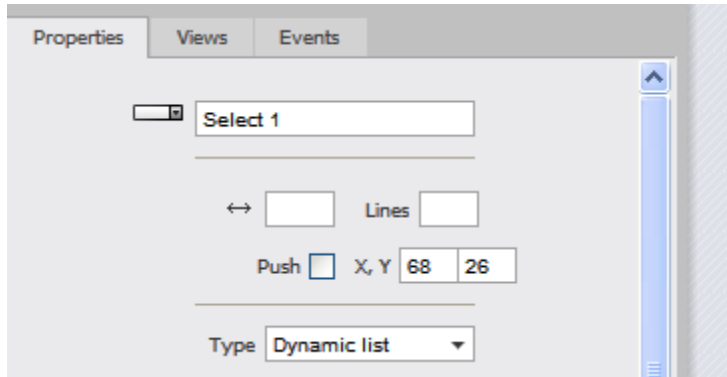 Properties Views Events
Select 1
Lines
Push X, Y 68 26
Type Dynamic list